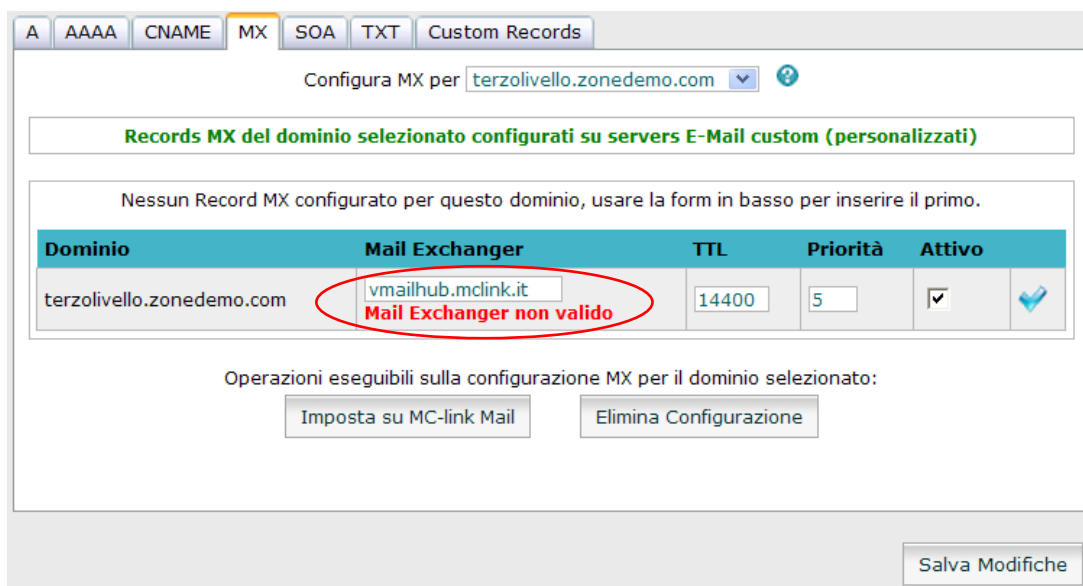 A AAAA CNAME MX SOA TXT Custom Records
Configura MX per terzolivello.zonedemo.com
Records MX del dominio selezionato configurati su servers E-Mail custom (personalizzati)
Nessun Record MX configurato per questo dominio, usare la form in basso per inserire il primo.
Dominio Mail Exchanger TTL Priorità Attivo
terzolivello.zonedemo.com vmailhub.mclink.it 14400 5
Mail Exchanger non valido
Operazioni eseguibili sulla configurazione MX per il dominio selezionato:
Imposta su MC-link Mail Elimina Configurazione
Salva Modifiche